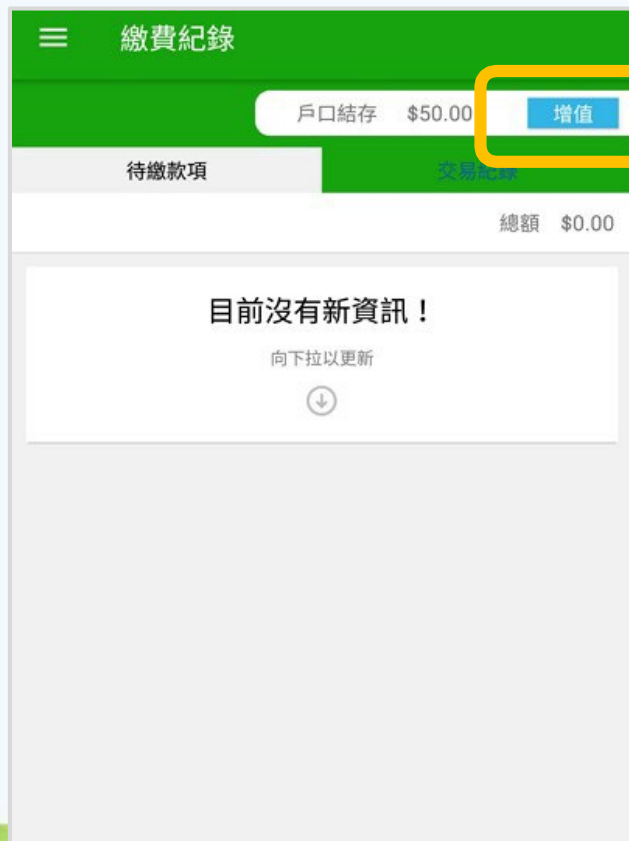 繳費紀錄
戶口結存 $50.00 增值
待繳款項 交易紀錄
總額 $0.00
目前沒有新資訊！
向下拉以更新